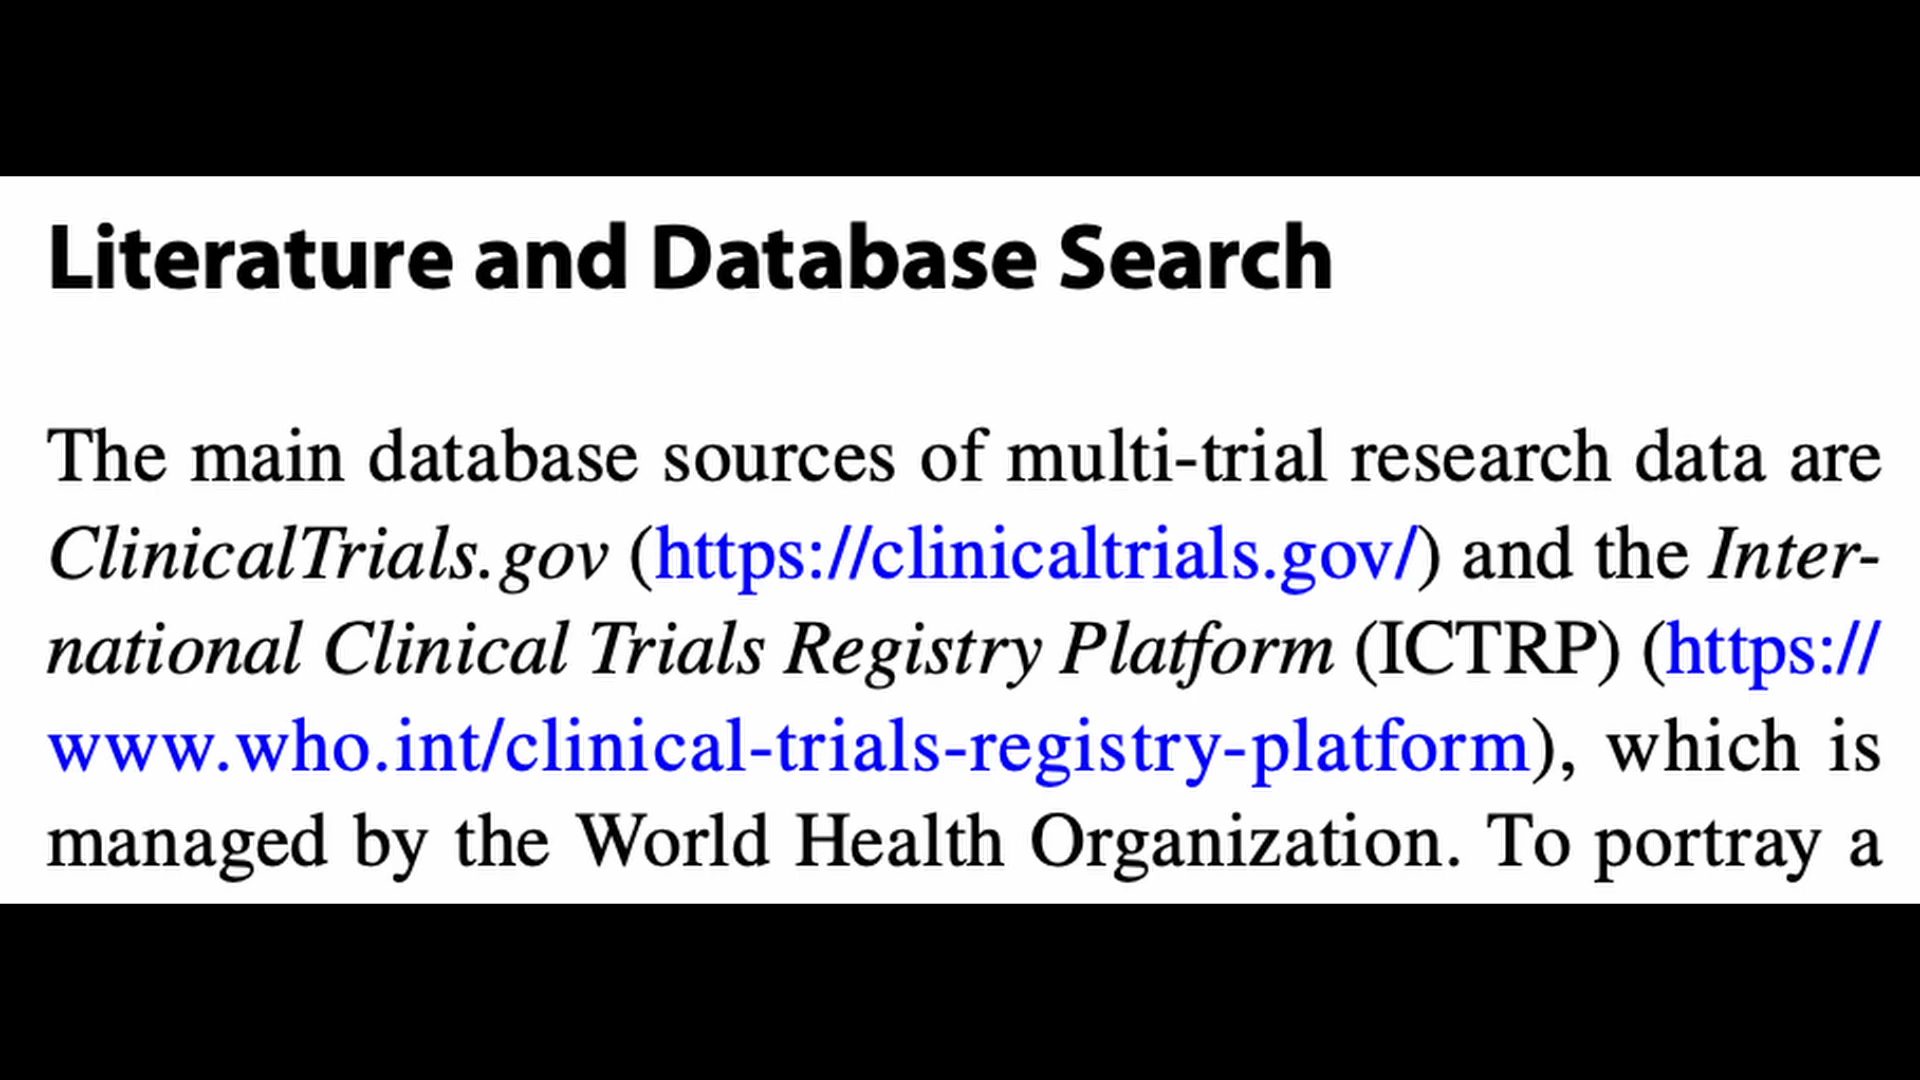 Literature and Database Search
The main database sources of multi-trial research data are
ClinicalTrials.gov (https://clinicaltrials.gov/) and the Inter-
national Clinical Trials Registry Platform (ICTRP) (https://
www.who.int/clinical-trials-registry-platform), which is
managed by the World Health Organization. To portray a